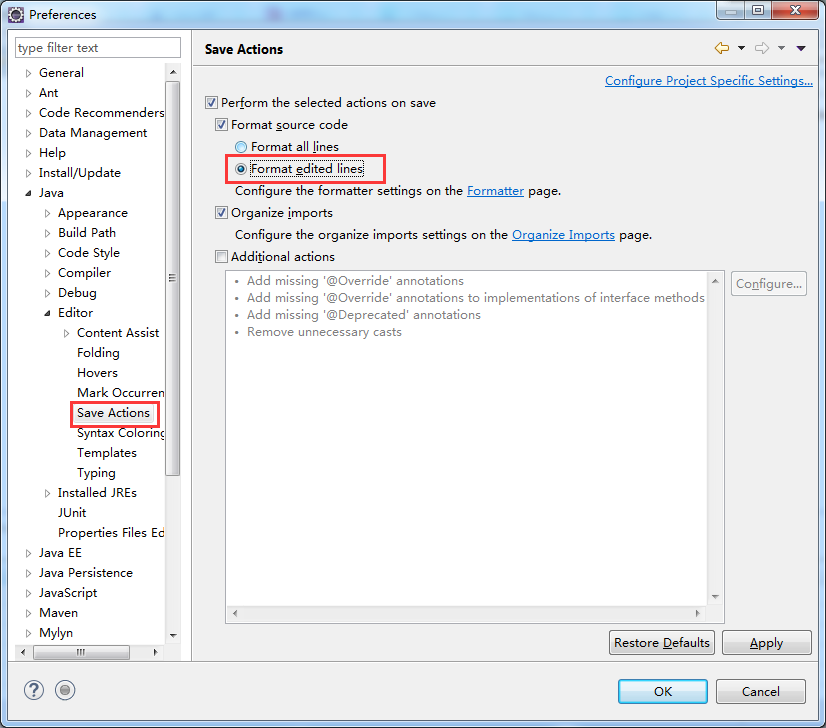 Preferences
type filter text
General
Ant
Code Recommenders
Data Management
Help
Install/Update
Java
Appearance
Build Path
Code Style
Compiler
Debug
Editor
Content Assist
Folding
Hovers
Mark Occurren
Save Actions
Syntax Coloring
Templates
Typing
Installed JREs
JUnit
Properties Files Ed
Java EE
Java Persistence
JavaScript
Maven
Mylyn
Save Actions
Configure Project Specific Settings...
Perform the selected actions on save
Format source code
Format all lines
Format edited lines
Configure the formatter settings on the Formatter page.
Organize imports
Configure the organize imports settings on the Organize Imports page.
Additional actions
• Add missing '@Override' annotations
• Add missing '@Override' annotations to implementations of interface methods
• Add missing '@Deprecated' annotations
• Remove unnecessary casts
Configure...
Restore Defaults
Apply
?
OK
Cancel